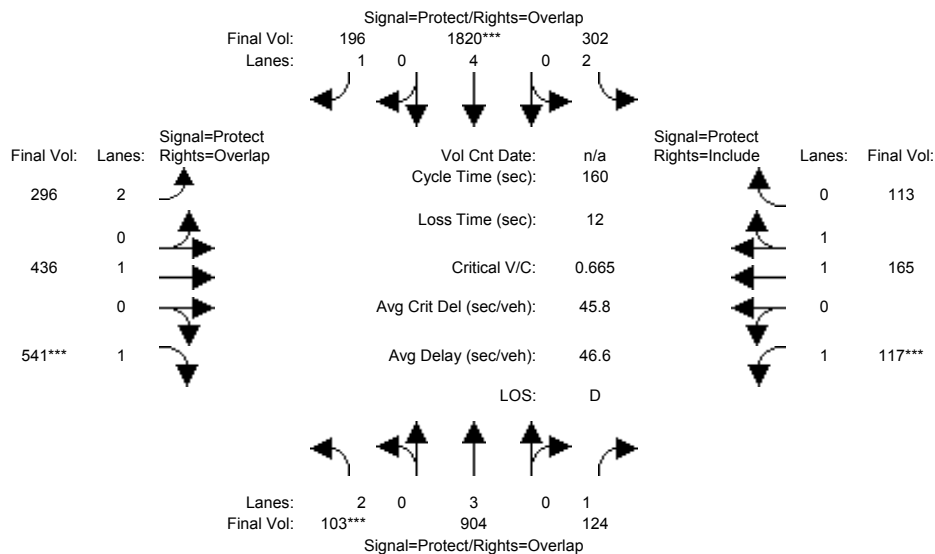 Signal=Protect/Rights=Overlap
Final Vol: 196 1820*** 302
Lanes: 1 0 4 0 2
Signal=Protect Signal=Protect
Final Vol: Lanes: Rights=Overlap Vol Cnt Date: n/a Rights=Include Lanes: Final Vol:
Cycle Time (sec): 160
296 2 0 113
Loss Time (sec): 12
0 1
436 1 Critical V/C: 0.665 1 165
0 Avg Crit Del (sec/veh): 45.8 0
541*** 1 Avg Delay (sec/veh): 46.6 1 117***
LOS: D
Lanes: 2 0 3 0 1
Final Vol: 103*** 904 124
Signal=Protect/Rights=Overlap